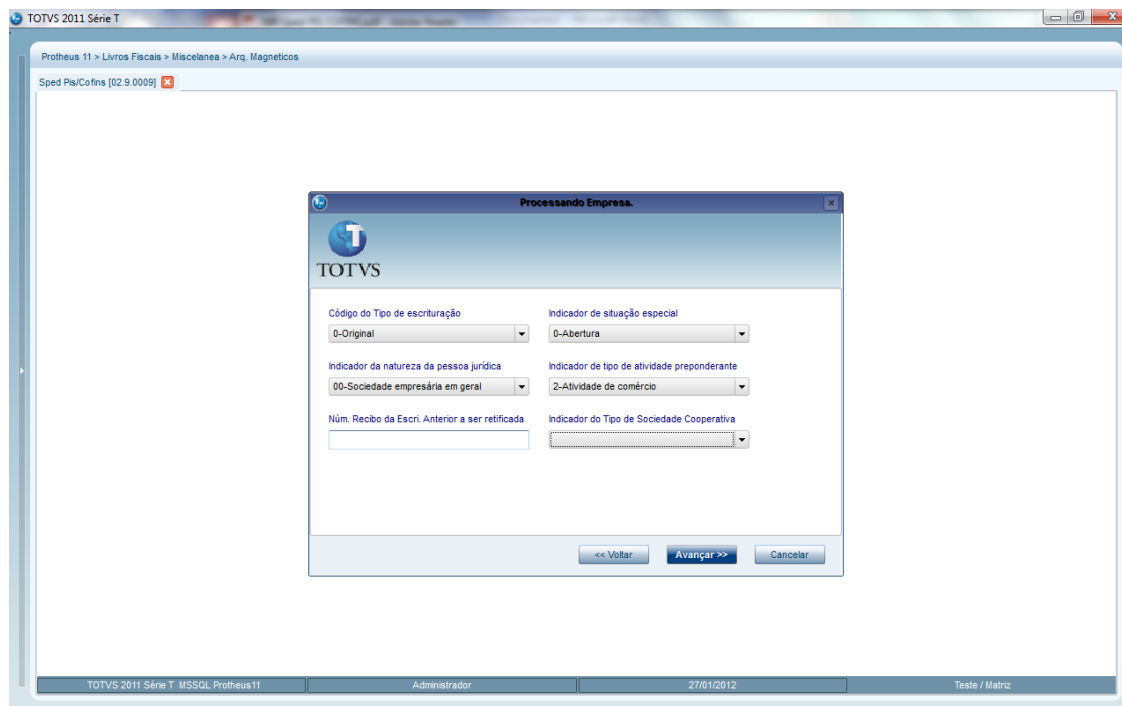 TOTVS 2011 Série T
Protheus 11 > Livros Fiscais > Miscelanea > Arq. Magneticos
Sped Pis/Cofins [02.9.0009]
Processando Empresa.
TOTVS
Código do Tipo de escrituração Indicador de situação especial
0-Original 0-Abertura
Indicador da natureza da pessoa jurídica Indicador de tipo de atividade preponderante
00-Sociedade empresária em geral 2-Atividade de comércio
Núm. Recibo da Escri. Anterior a ser retificada Indicador do Tipo de Sociedade Cooperativa
<< Voltar Avançar >> Cancelar
TOTVS 2011 Série T MSSQL Protheus11 Administrador 27/01/2012 Teste / Matriz